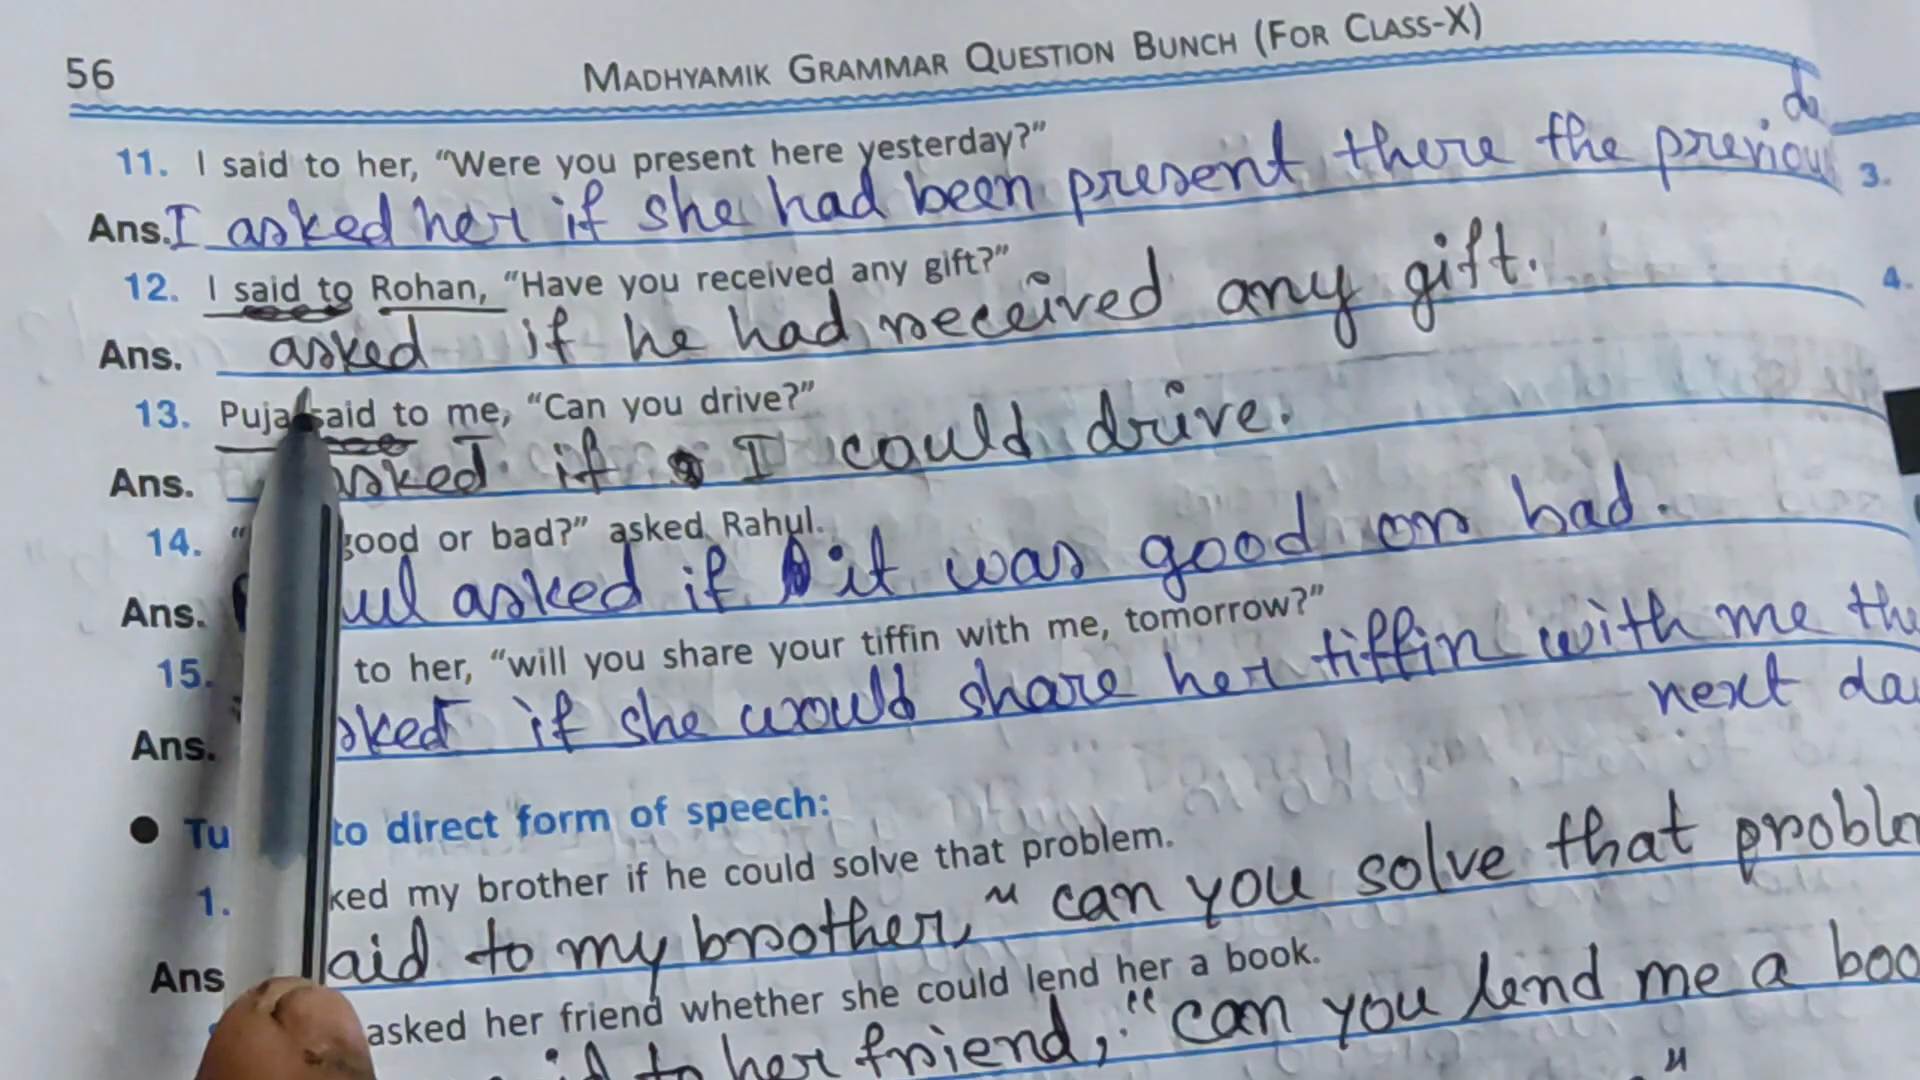 56
MADHYAMIK GRAMMAR QUESTION BUNCH (FOR CLASS-X)
11. I said to her, "Were you present here yesterday?"
Ans. I asked her if she had been present there the previous
da
3.
12. I said to Rohan, "Have you received any gift?"
4.
Ans. asked if he had received any gift.
13. Puja said to me, "Can you drive?"
Ans. asked if I could drive.
14. " good or bad?" asked Rahul.
Ans. ul asked if it was good or bad.
15. to her, "will you share your tiffin with me, tomorrow?"
Ans. asked if she would share her tiffin with me the
next da
● Tu to direct form of speech:
1. ked my brother if he could solve that problem.
Ans aid to my brother, "can you solve that problem
asked her friend whether she could lend her a book.
to her friend, "can you lend me a boo